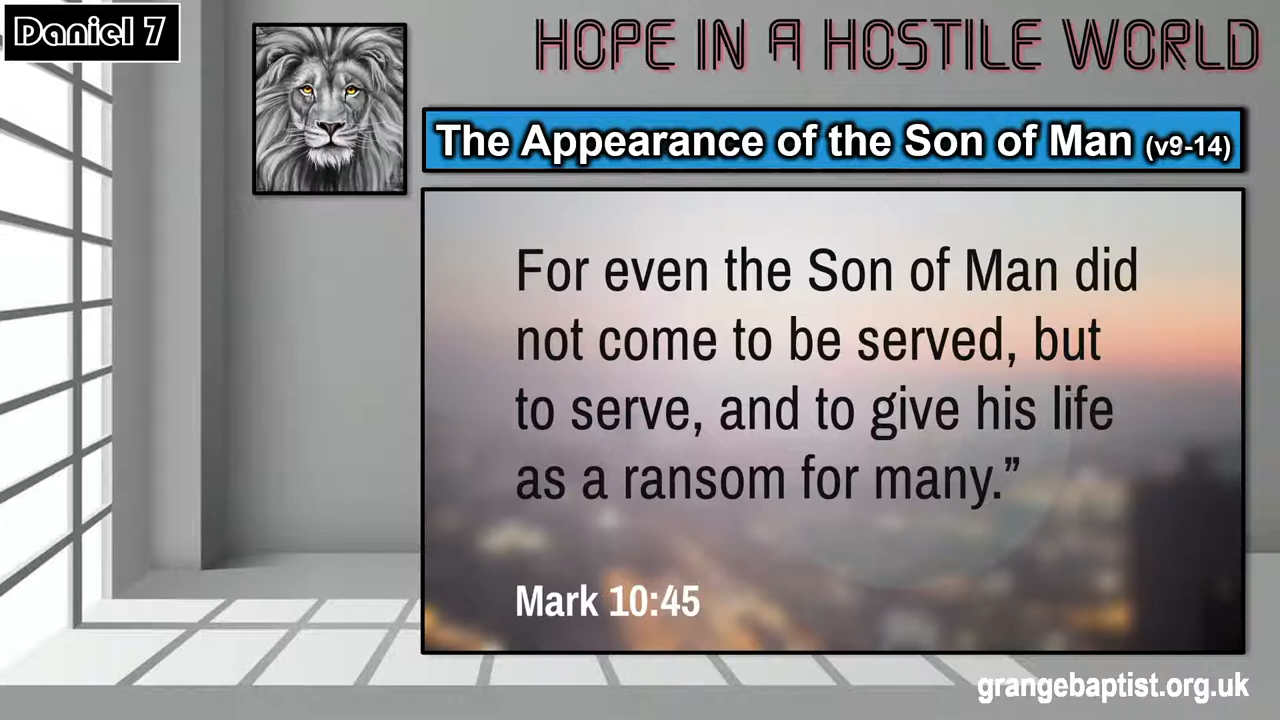 Daniel 7
HOPE IN A HOSTILE WORLD
The Appearance of the Son of Man (v9-14)
For even the Son of Man did
not come to be served, but
to serve, and to give his life
as a ransom for many.”
Mark 10:45
grangebaptist.org.uk